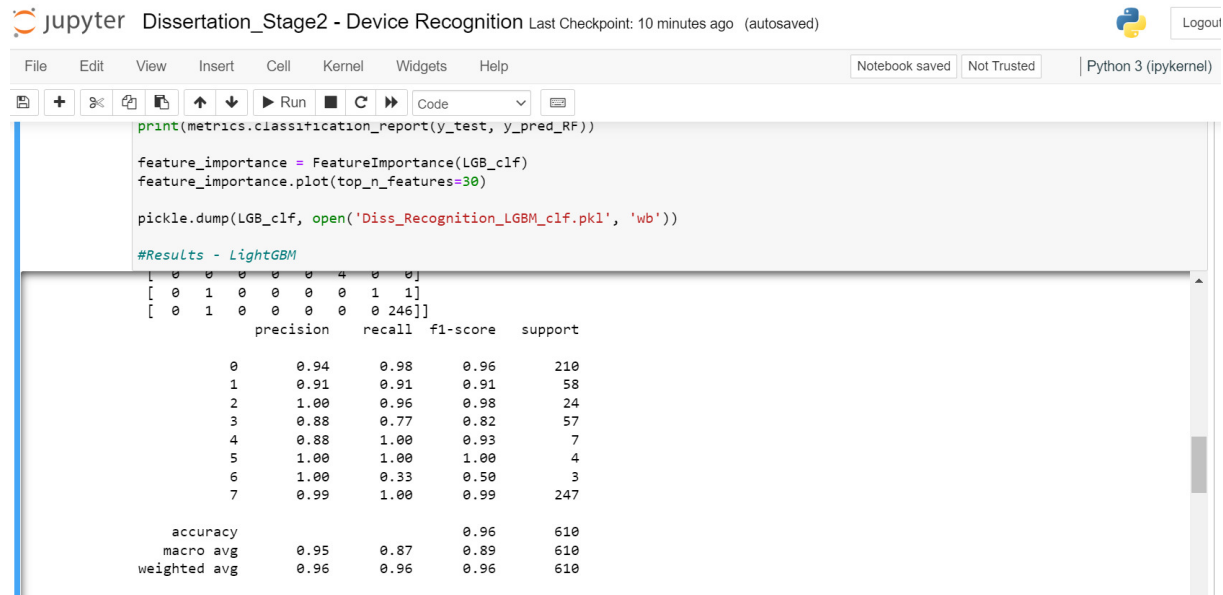 jupyter Dissertation_Stage2 - Device Recognition Last Checkpoint: 10 minutes ago (autosaved)
Logout
File Edit View Insert Cell Kernel Widgets Help Notebook saved Not Trusted Python 3 (ipykernel)
Run Code
print(metrics.classification_report(y_test, y_pred_RF))
feature_importance = FeatureImportance(LGB_clf)
feature_importance.plot(top_n_features=30)
pickle.dump(LGB_clf, open('Diss_Recognition_LGBM_clf.pkl', 'wb'))
#Results - LightGBM
[ 0 0 0 0 0 4 0 0]
[ 0 1 0 0 0 0 1 1]
[ 0 1 0 0 0 0 0 246]]
precision recall f1-score support
0 0.94 0.98 0.96 210
1 0.91 0.91 0.91 58
2 1.00 0.96 0.98 24
3 0.88 0.77 0.82 57
4 0.88 1.00 0.93 7
5 1.00 1.00 1.00 4
6 1.00 0.33 0.50 3
7 0.99 1.00 0.99 247
accuracy 0.96 610
macro avg 0.95 0.87 0.89 610
weighted avg 0.96 0.96 0.96 610